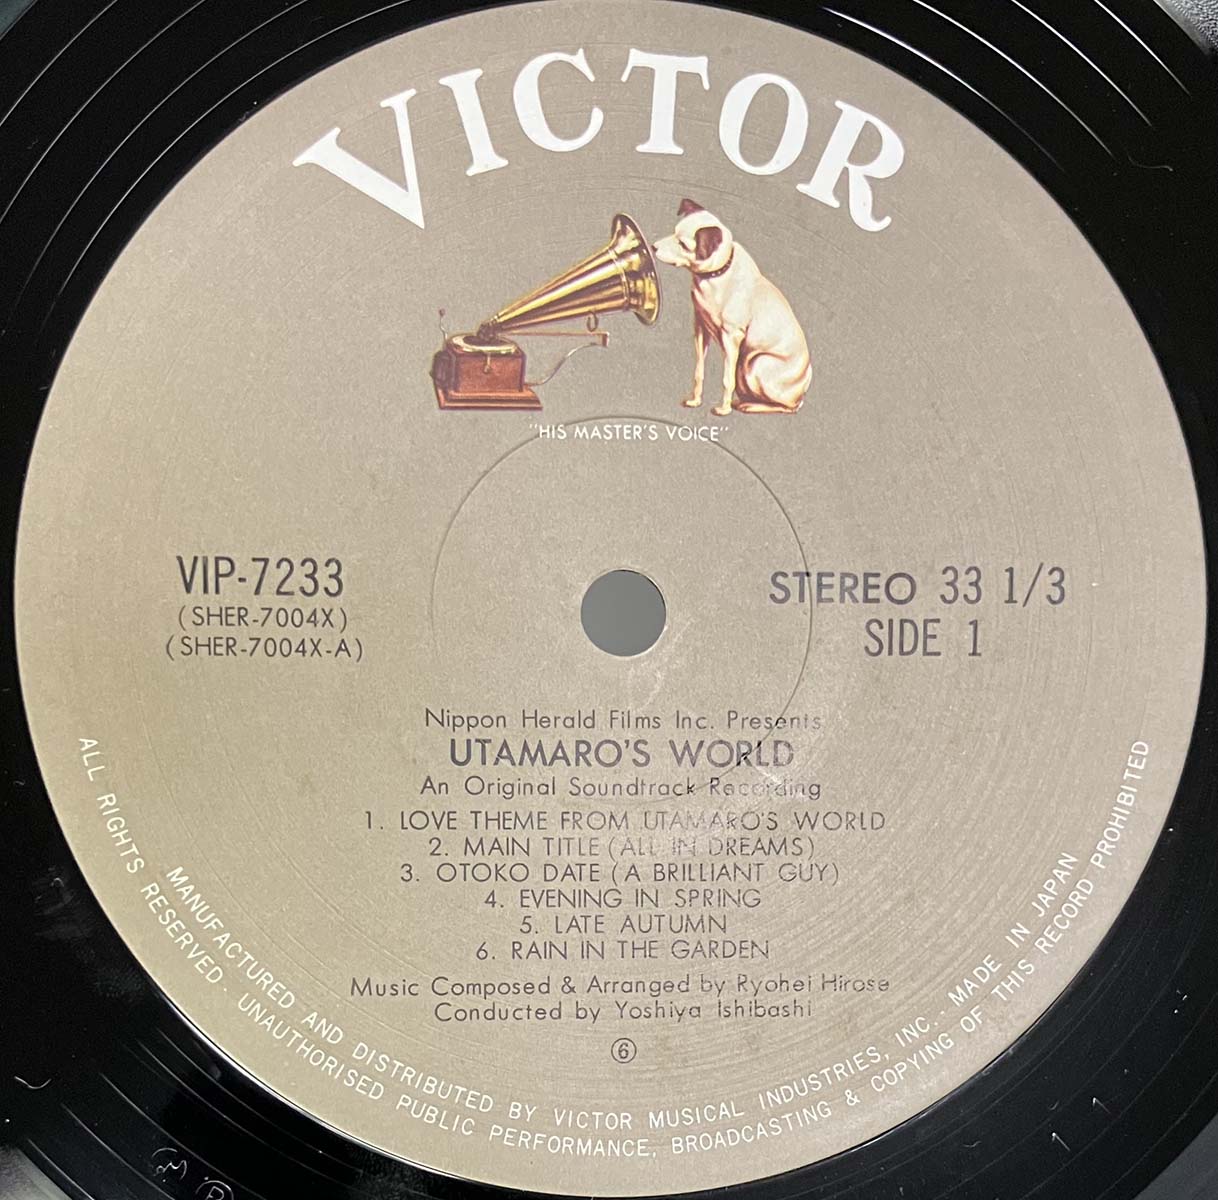 VICTOR
"HIS MASTER'S VOICE"
VIP-7233
(SHER-7004X)
(SHER-7004X-A)
STEREO 33 1/3
SIDE 1
Nippon Herald Films Inc. Presents
UTAMARO'S WORLD
An Original Soundtrack Recording
1. LOVE THEME FROM UTAMARO'S WORLD
2. MAIN TITLE (ALL IN DREAMS)
3. OTOKO DATE (A BRILLIANT GUY)
4. EVENING IN SPRING
5. LATE AUTUMN
6. RAIN IN THE GARDEN
Music Composed & Arranged by Ryohei Hirose
Conducted by Yoshiya Ishibashi
⑥
MANUFACTURED AND DISTRIBUTED BY VICTOR MUSICAL INDUSTRIES, INC.. MADE IN JAPAN
ALL RIGHTS RESERVED. UNAUTHORISED PUBLIC PERFORMANCE, BROADCASTING & COPYING OF THIS RECORD PROHIBITED